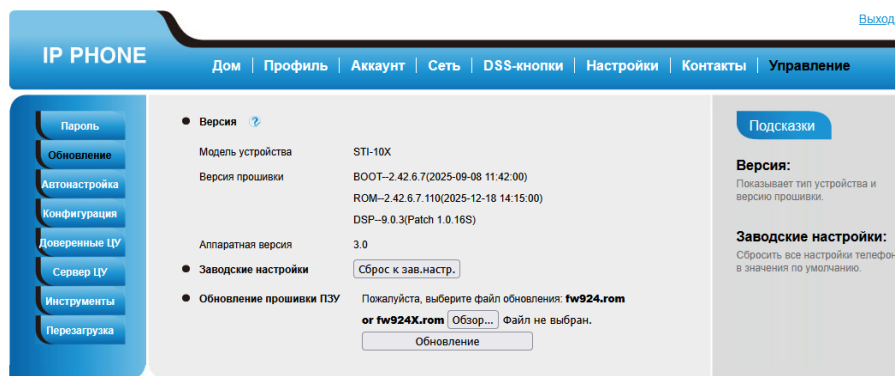 Выход
IP PHONE
Дом | Профиль | Аккаунт | Сеть | DSS-кнопки | Настройки | Контакты | Управление
Пароль
Обновление
Автонастройка
Конфигурация
Доверенные ЦУ
Сервер ЦУ
Инструменты
Перезагрузка
Версия ?
Модель устройства STI-10X
Версия прошивки BOOT--2.42.6.7(2025-09-08 11:42:00)
ROM--2.42.6.7.110(2025-12-18 14:15:00)
DSP--9.0.3(Patch 1.0.16S)
Аппаратная версия 3.0
Заводские настройки Сброс к зав.настр.
Обновление прошивки ПЗУ Пожалуйста, выберите файл обновления: fw924.rom
or fw924X.rom Обзор... Файл не выбран.
Обновление
Подсказки
Версия:
Показывает тип устройства и
версию прошивки.
Заводские настройки:
Сбросить все настройки телефон
в значения по умолчанию.